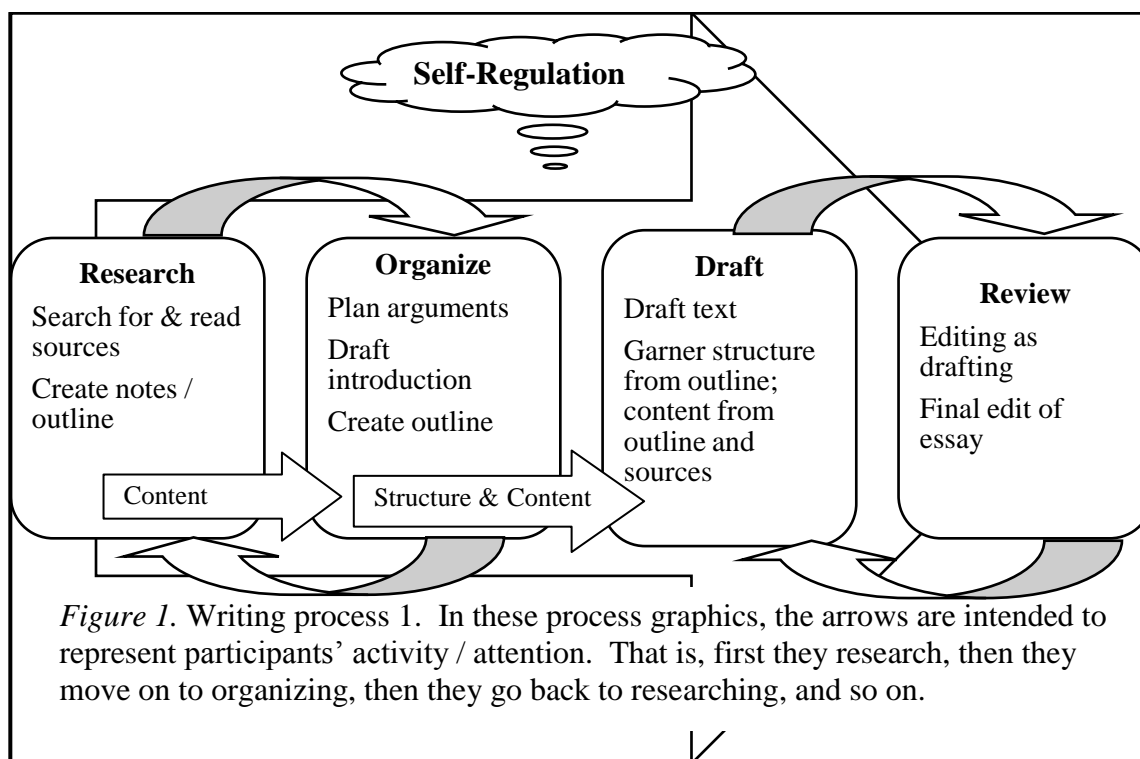 Self-Regulation
Research
Search for & read
sources
Create notes /
outline
Content
Organize
Plan arguments
Draft
introduction
Create outline
Structure & Content
Draft
Draft text
Garner structure
from outline;
content from
outline and
sources
Review
Editing as
drafting
Final edit of
essay
Figure 1. Writing process 1.  In these process graphics, the arrows are intended to
represent participants’ activity / attention.  That is, first they research, then they
move on to organizing, then they go back to researching, and so on.